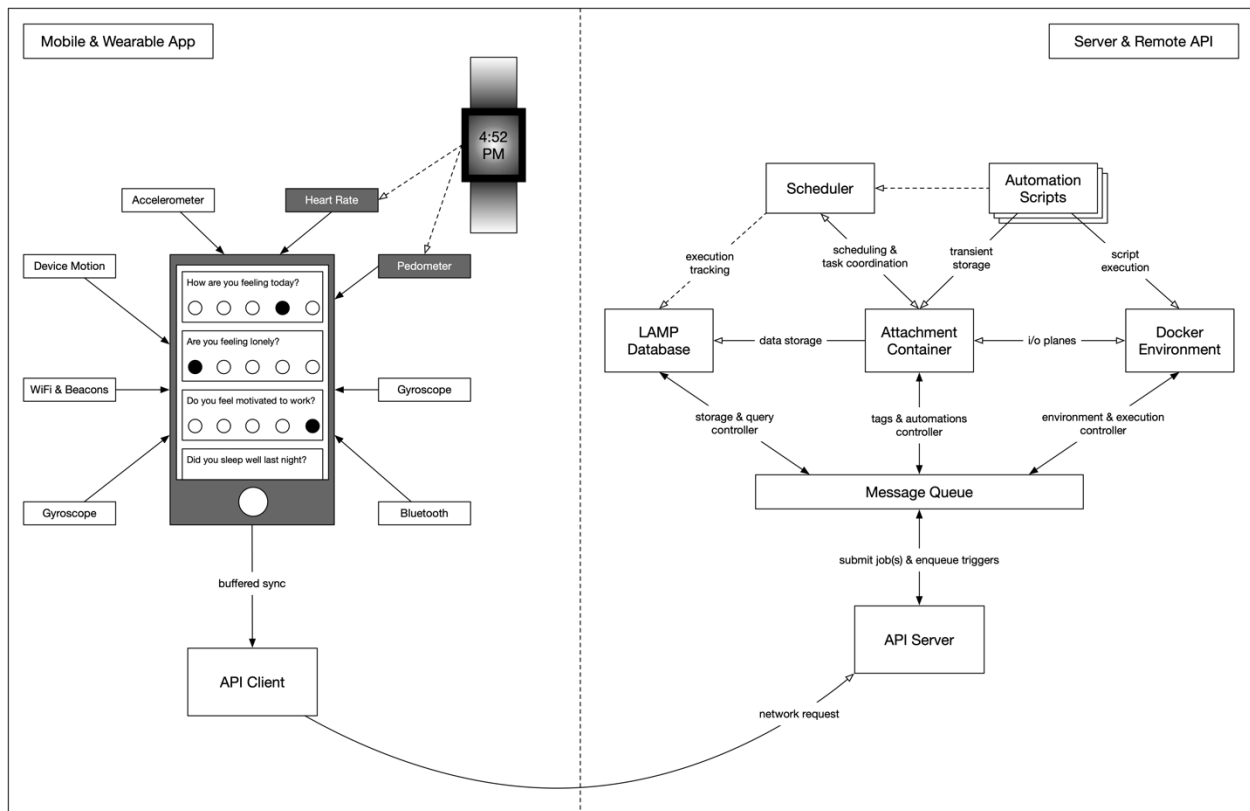 Mobile & Wearable App
Server & Remote API
4:52
PM
Accelerometer
Heart Rate
Device Motion
Pedometer
How are you feeling today?
Are you feeling lonely?
WiFi & Beacons
Gyroscope
Do you feel motivated to work?
Did you sleep well last night?
Gyroscope
Bluetooth
buffered sync
API Client
Scheduler
Automation
Scripts
execution
tracking
scheduling &
task coordination
transient
storage
script
execution
LAMP
Database
data storage
Attachment
Container
i/o planes
Docker
Environment
storage & query
controller
tags & automations
controller
environment & execution
controller
Message Queue
submit job(s) & enqueue triggers
API Server
network request